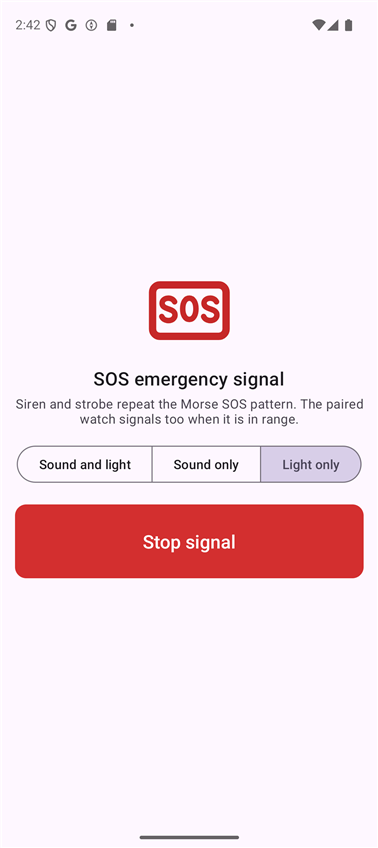 2:42
SOS
SOS emergency signal
Siren and strobe repeat the Morse SOS pattern. The paired
watch signals too when it is in range.
Sound and light
Sound only
Light only
Stop signal